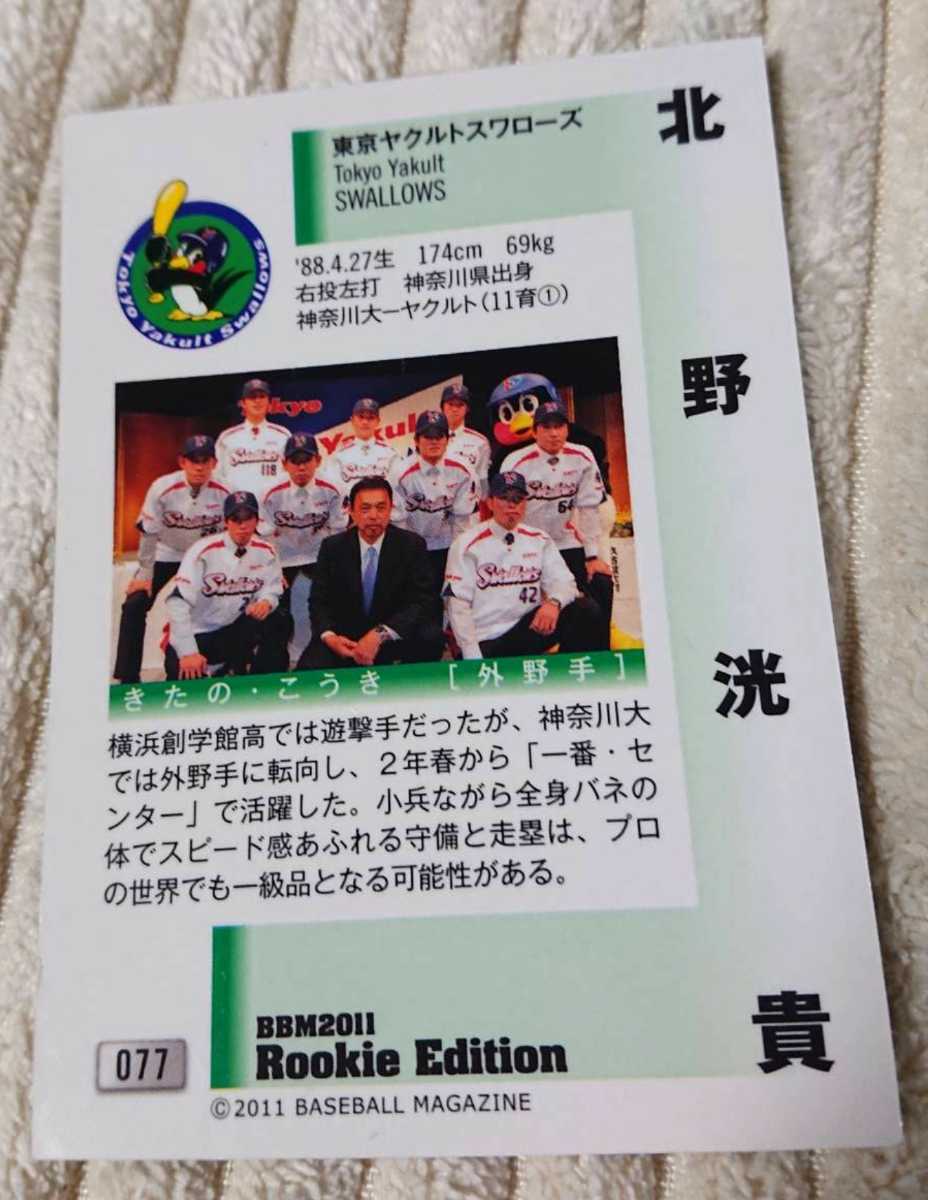 北野洸貴
東京ヤクルトスワローズ
Tokyo Yakult
SWALLOWS
Tokyo Yakult Swallows
'88.4.27生 174cm 69kg
右投左打 神奈川県出身
神奈川大ーヤクルト(11育①)
Yakult
118
64
42
きたの・こうき [外野手]
横浜創学館高では遊撃手だったが、神奈川大
では外野手に転向し、2年春から「一番・セ
ンター」で活躍した。小兵ながら全身バネの
体でスピード感あふれる守備と走塁は、プロ
の世界でも一級品となる可能性がある。
BBM2011
Rookie Edition
077
©2011 BASEBALL MAGAZINE